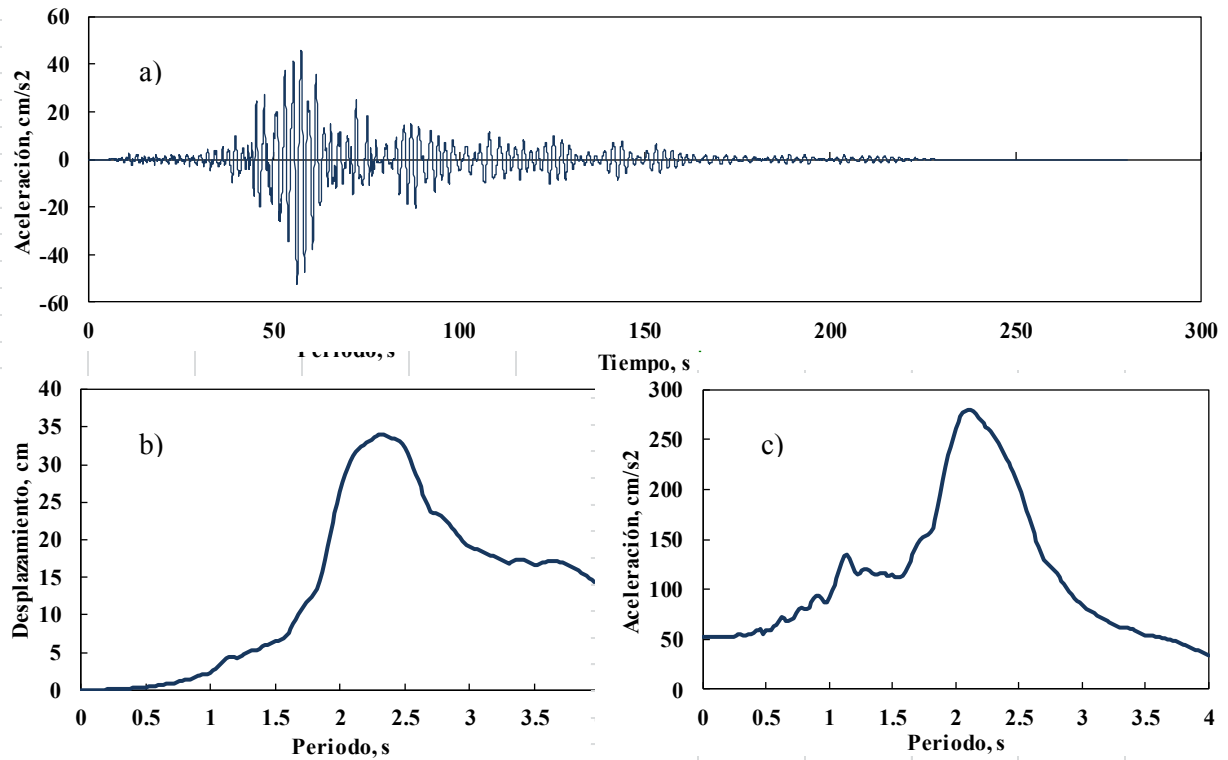 60
40
20
0
-20
-40
-60
Aceleración, cm/s2
a)
0 50 100 150 200 250 300
Periodo, s
Tiempo, s
40
35
30
25
20
15
10
5
0
Desplazamiento, cm
b)
0 0.5 1 1.5 2 2.5 3 3.5
Periodo, s
300
250
200
150
100
50
0
Aceleración, cm/s2
c)
0 0.5 1 1.5 2 2.5 3 3.5 4
Periodo, s